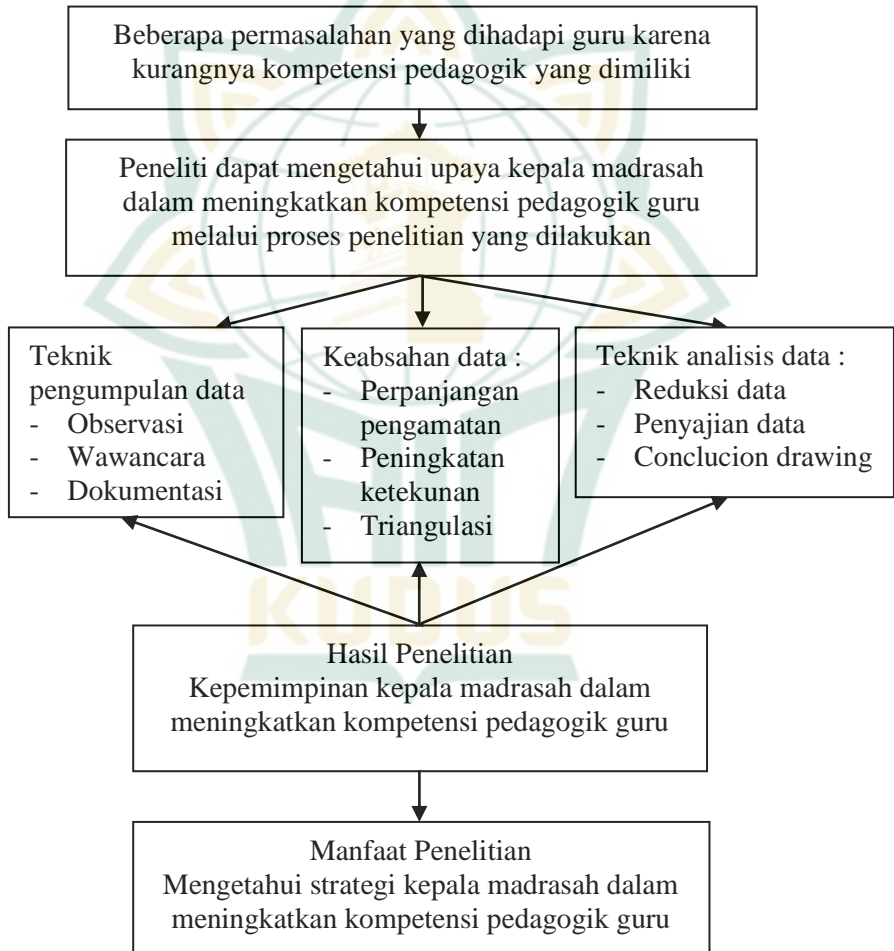 Beberapa permasalahan yang dihadapi guru karena
kurangnya kompetensi pedagogik yang dimiliki
Peneliti dapat mengetahui upaya kepala madrasah
dalam meningkatkan kompetensi pedagogik guru
melalui proses penelitian yang dilakukan
Teknik
pengumpulan data
- Observasi
- Wawancara
- Dokumentasi
Keabsahan data :
- Perpanjangan
pengamatan
- Peningkatan
ketekunan
- Triangulasi
Teknik analisis data :
- Reduksi data
- Penyajian data
- Conclucion drawing
KUDUS
Hasil Penelitian
Kepemimpinan kepala madrasah dalam
meningkatkan kompetensi pedagogik guru
Manfaat Penelitian
Mengetahui strategi kepala madrasah dalam
meningkatkan kompetensi pedagogik guru